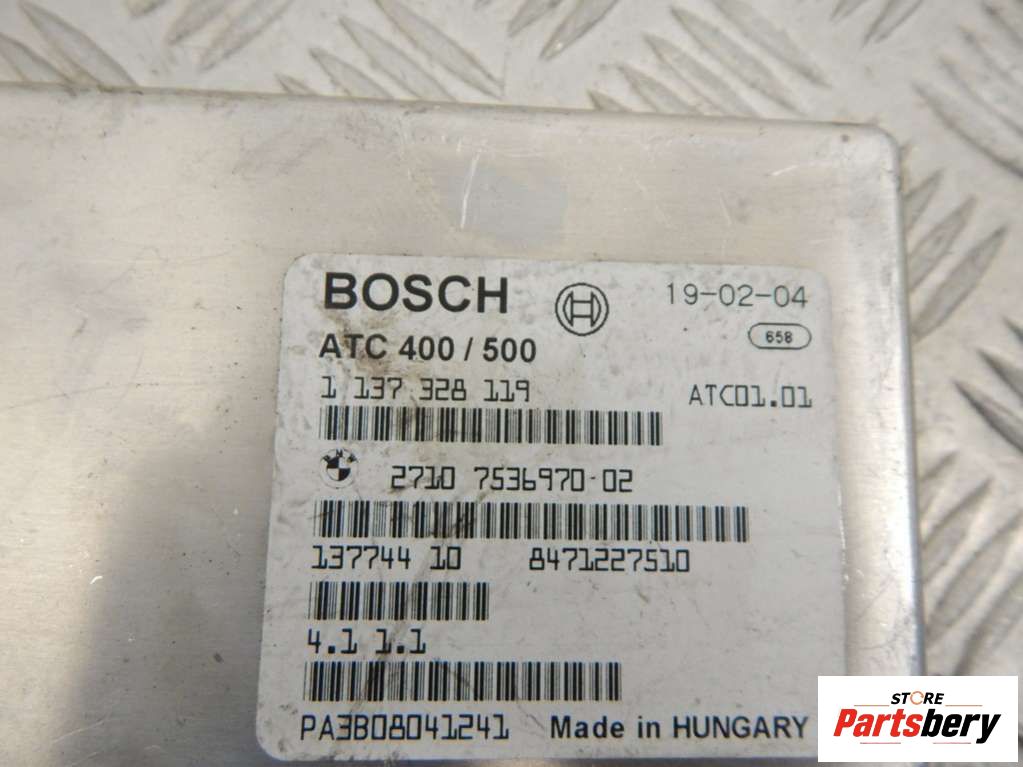 BOSCH
19-02-04
658
ATC 400 / 500
1 137 328 119
ATC01.01
BMW
2710 7536970-02
137744 10 8471227510
4.1 1.1
PA3B08041241
Made in HUNGARY
STORE
Partsbery